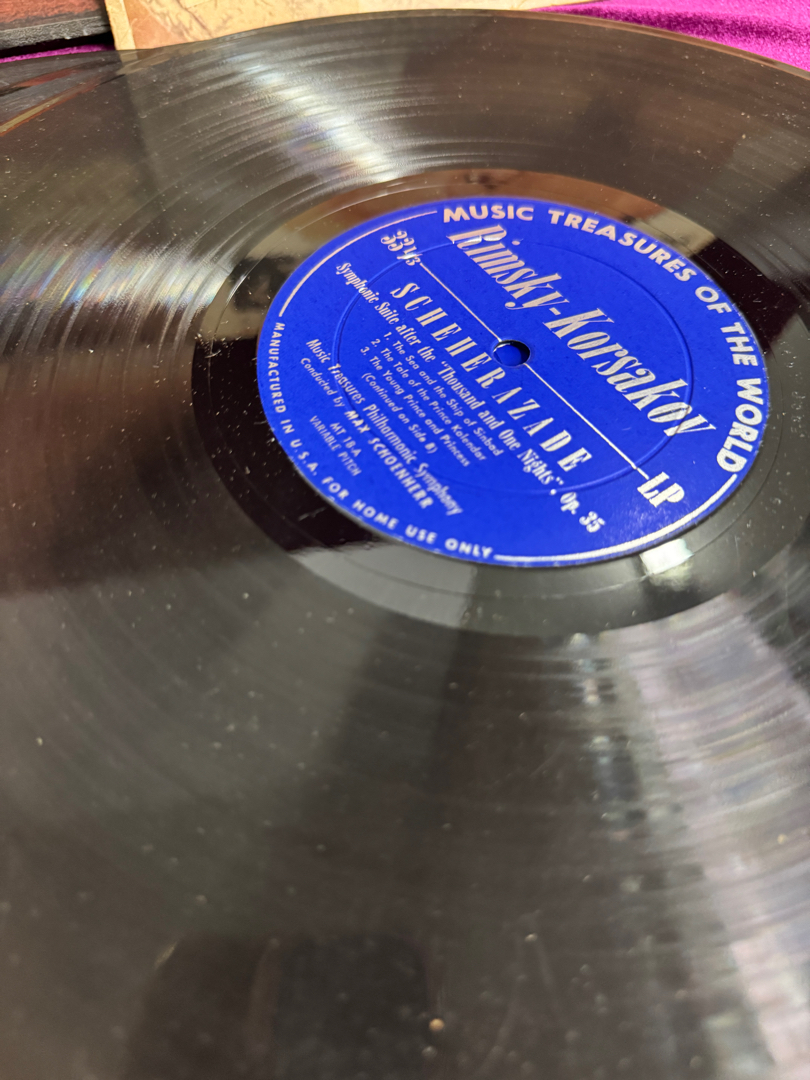 MUSIC TREASURES OF THE WORLD
Rimsky-Korsakov
33⅓
LP
SCHEHERAZADE
Symphonic Suite after the "Thousand and One Nights", Op. 35
1. The Sea and the Ship of Sinbad
2. The Tale of the Prince Kalender
3. The Young Prince and Princess
(Continued on Side B)
Music Treasures Philharmonic Symphony
Conducted by MAX SCHOENHERR
MT 18-A
VARIABLE PITCH
MANUFACTURED IN U.S.A. FOR HOME USE ONLY